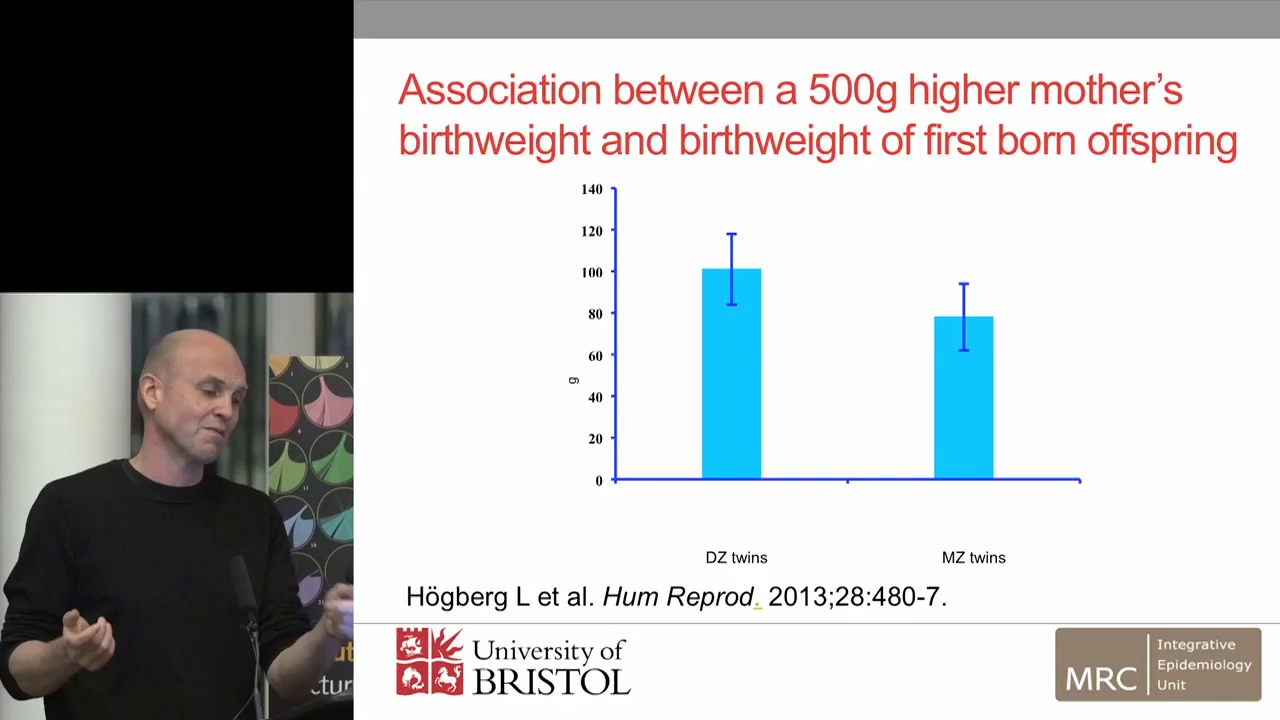 Association between a 500g higher mother's
birthweight and birthweight of first born offspring
140
120
100
80
60
40
20
0
g
DZ twins
MZ twins
Högberg L et al. Hum Reprod. 2013;28:480-7.
University of
BRISTOL
MRC
Integrative
Epidemiology
Unit